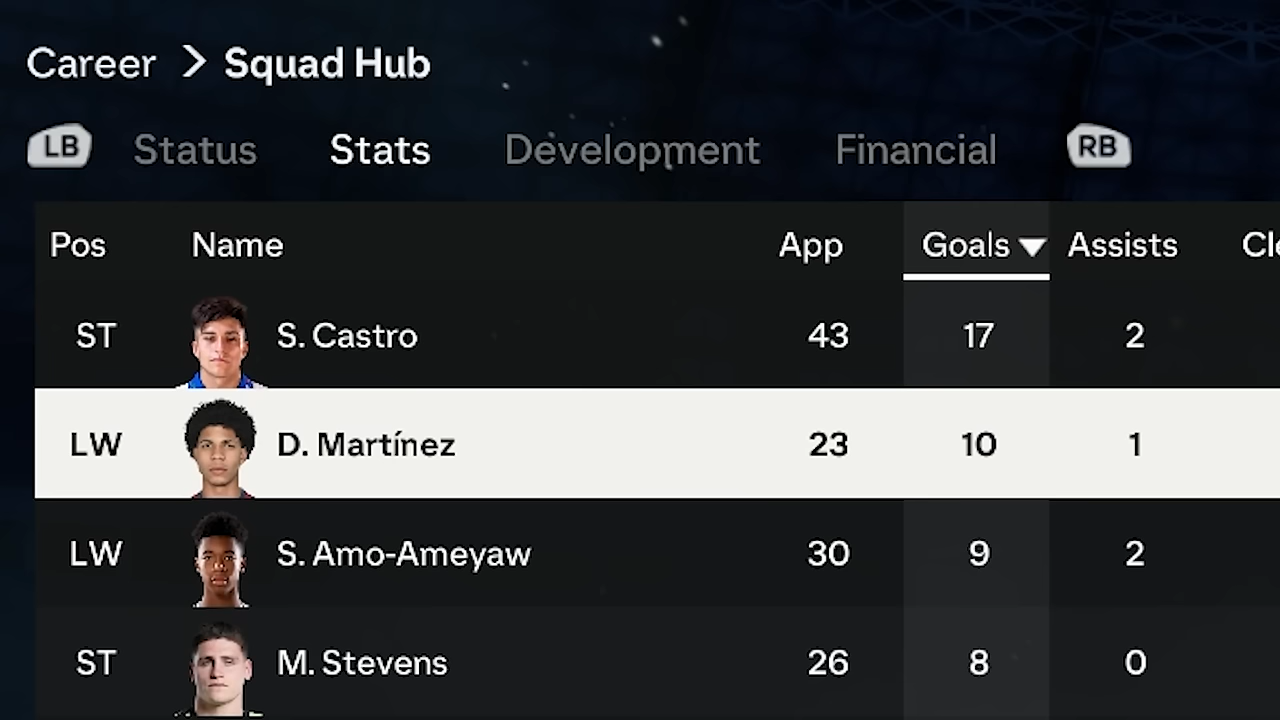 Career > Squad Hub
LB Status Stats Development Financial RB
Pos Name App Goals Assists
ST S. Castro 43 17 2
LW D. Martínez 23 10 1
LW S. Amo-Ameyaw 30 9 2
ST M. Stevens 26 8 0